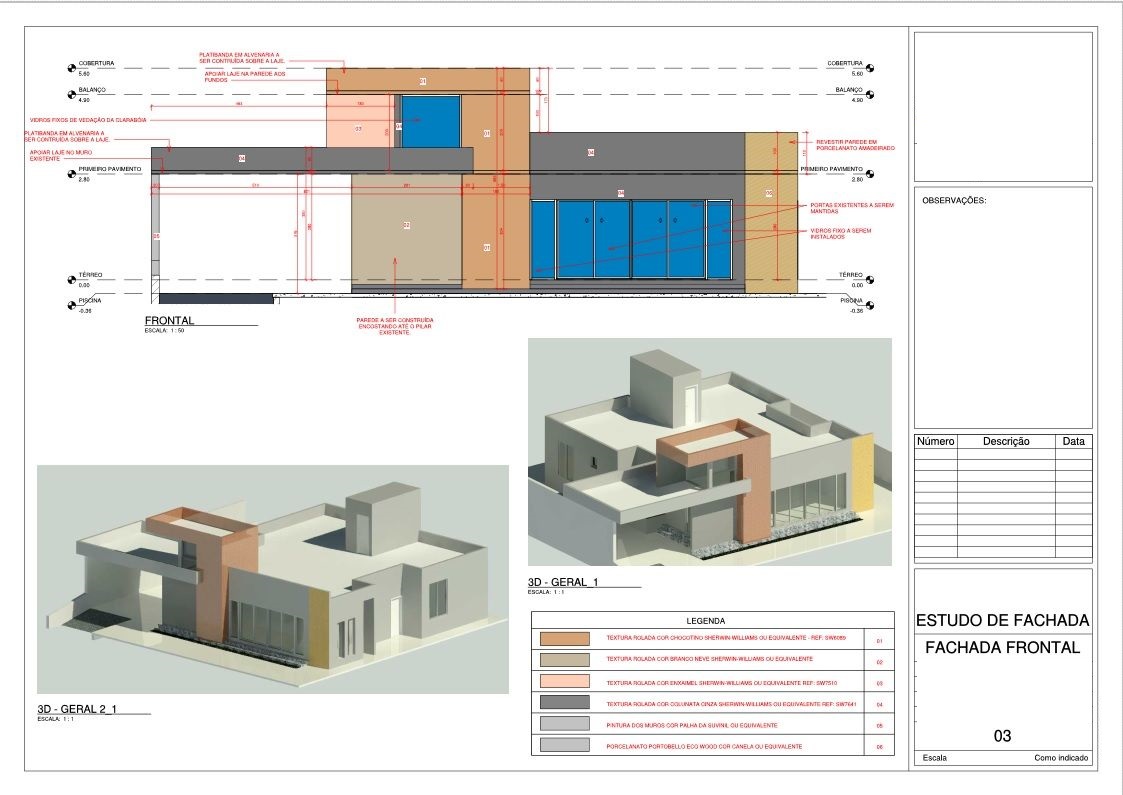 PLATIBANDA EM ALVENARIA A
SER CONTRUÍDA SOBRE A LAJE.
COBERTURA
5.60
APOIAR LAJE NA PAREDE AOS
FUNDOS
COBERTURA
5.60
01
BALANÇO
4.90
BALANÇO
4.90
VIDROS FIXOS DE VEDAÇÃO DA CLARABÓIA
03
04
01
PLATIBANDA EM ALVENARIA A
SER CONSTRUÍDA SOBRE A LAJE.
APOIAR LAJE NO MURO
EXISTENTE
04
04
REVESTIR PAREDE EM
PORCELANATO AMADEIRADO
PRIMEIRO PAVIMENTO
2.80
PRIMEIRO PAVIMENTO
2.80
04
PORTAS EXISTENTES A SEREM
MANTIDAS
02
05
01
VIDROS FIXO A SEREM
INSTALADOS
TÉRREO
0.00
TÉRREO
0.00
PISCINA
-0.36
PISCINA
-0.36
FRONTAL
ESCALA: 1 : 50
PAREDE A SER CONSTRUÍDA
ENCOSTANDO ATÉ O PILAR
EXISTENTE.
3D - GERAL_1
ESCALA: 1 : 1
3D - GERAL 2_1
ESCALA: 1 : 1
LEGENDA
TEXTURA ROLADA COR CHOCOTINO SHERWIN-WILLIAMS OU EQUIVALENTE - REF: SW6089
01
TEXTURA ROLADA COR BRANCO NEVE SHERWIN-WILLIAMS OU EQUIVALENTE
02
TEXTURA ROLADA COR ENXAIMEL SHERWIN-WILLIAMS OU EQUIVALENTE REF: SW7510
03
TEXTURA ROLADA COR COLUNATA CINZA SHERWIN-WILLIAMS OU EQUIVALENTE REF: SW7641
04
PINTURA DOS MUROS COR PALHA DA SUVINIL OU EQUIVALENTE
05
PORCELANATO PORTOBELLO ECO WOOD COR CANELA OU EQUIVALENTE
06
OBSERVAÇÕES:
Número Descrição Data
ESTUDO DE FACHADA
FACHADA FRONTAL
03
Escala Como indicado